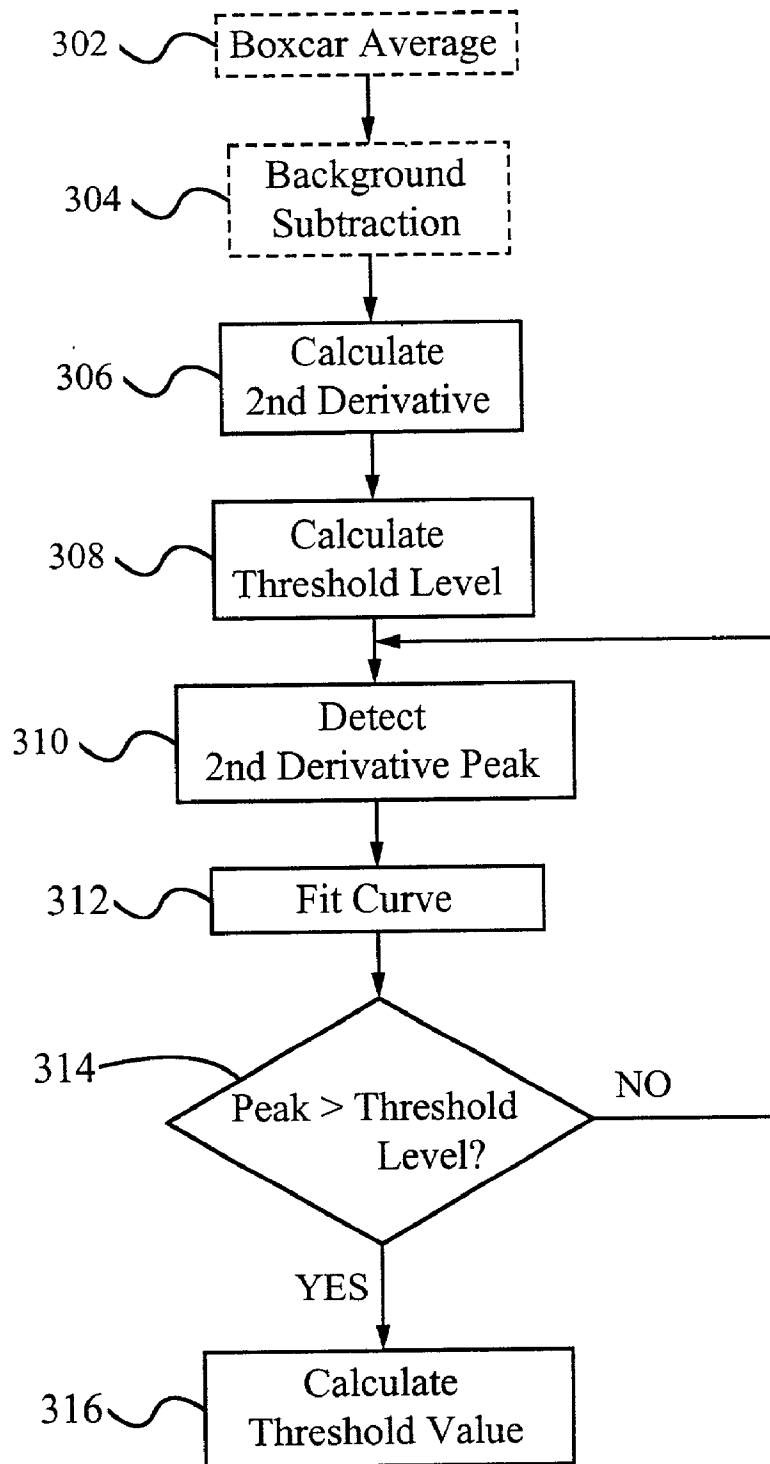 302
Boxcar Average
304
Background
Subtraction
306
Calculate
2nd Derivative
308
Calculate
Threshold Level
310
Detect
2nd Derivative Peak
312
Fit Curve
314
Peak > Threshold
Level?
NO
YES
316
Calculate
Threshold Value